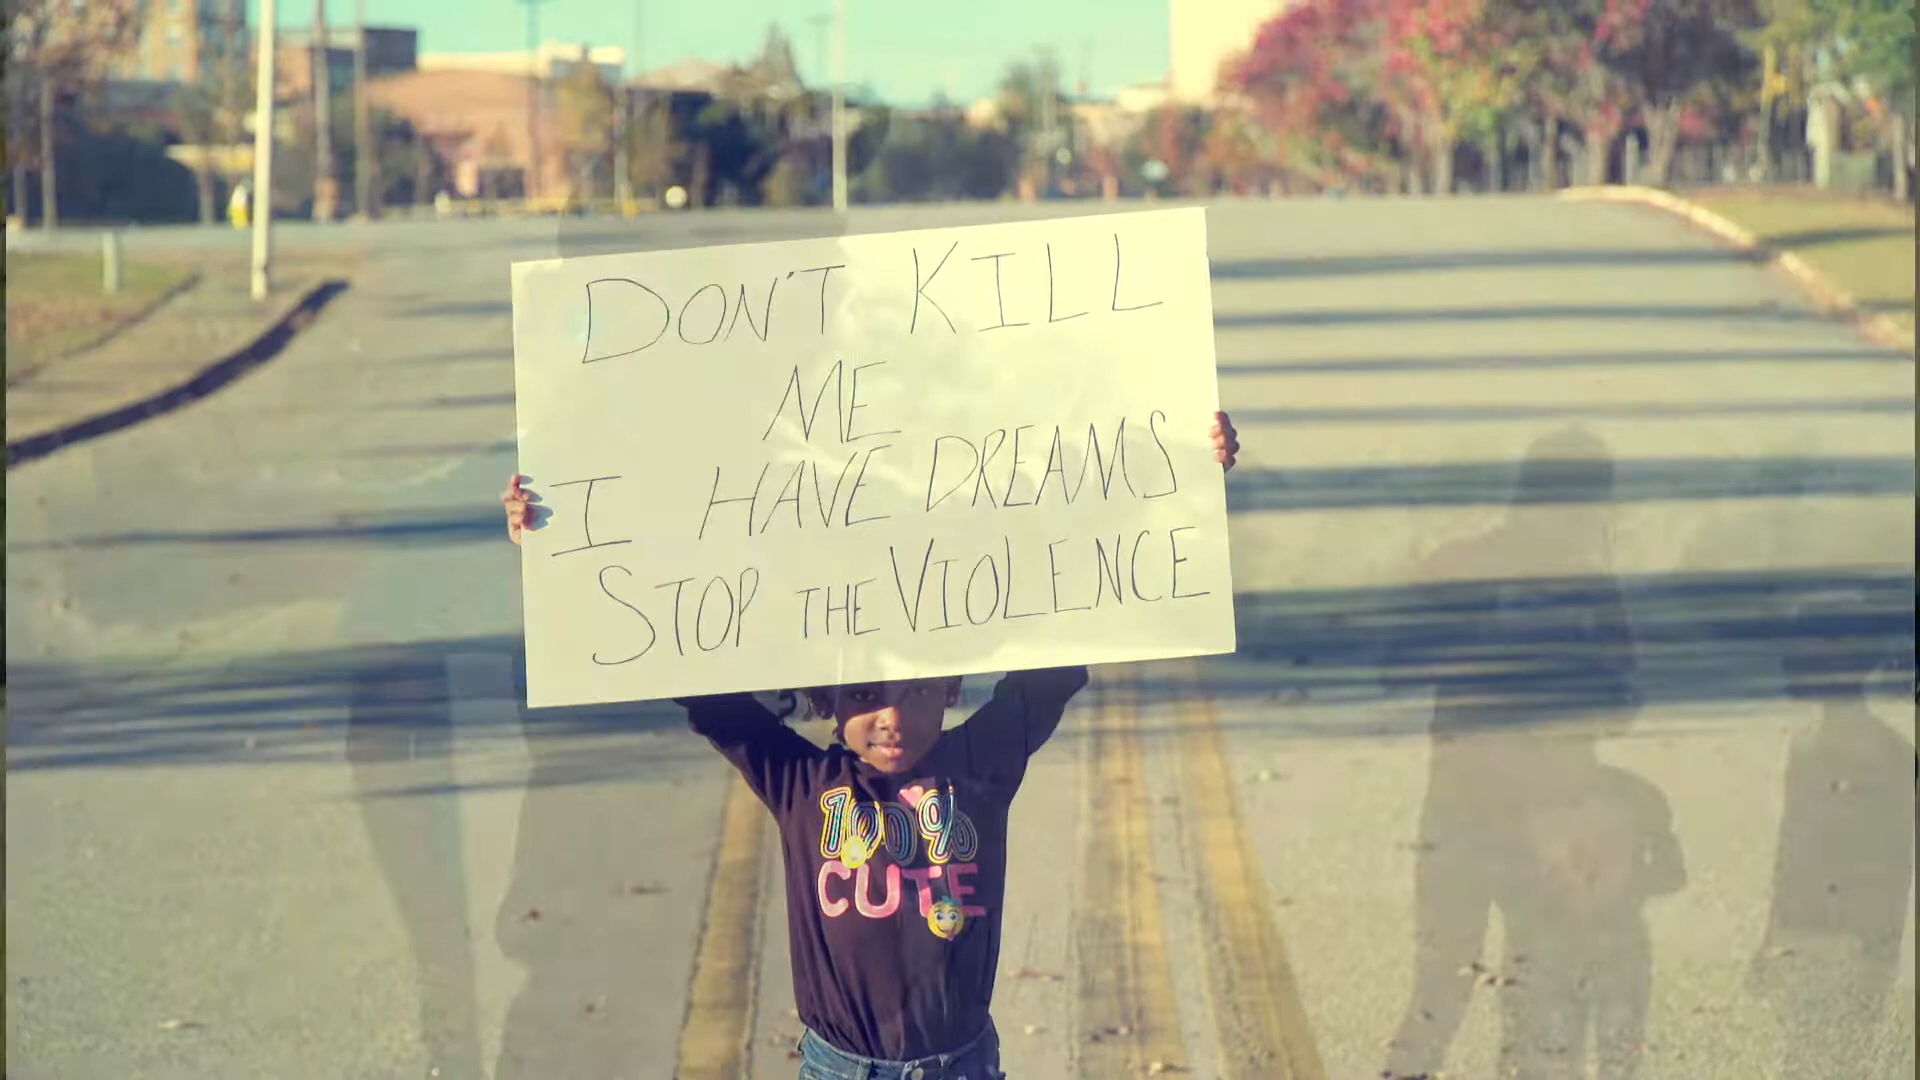 DON'T KILL
ME
I HAVE DREAMS
STOP THE VIOLENCE
100%
CUTE